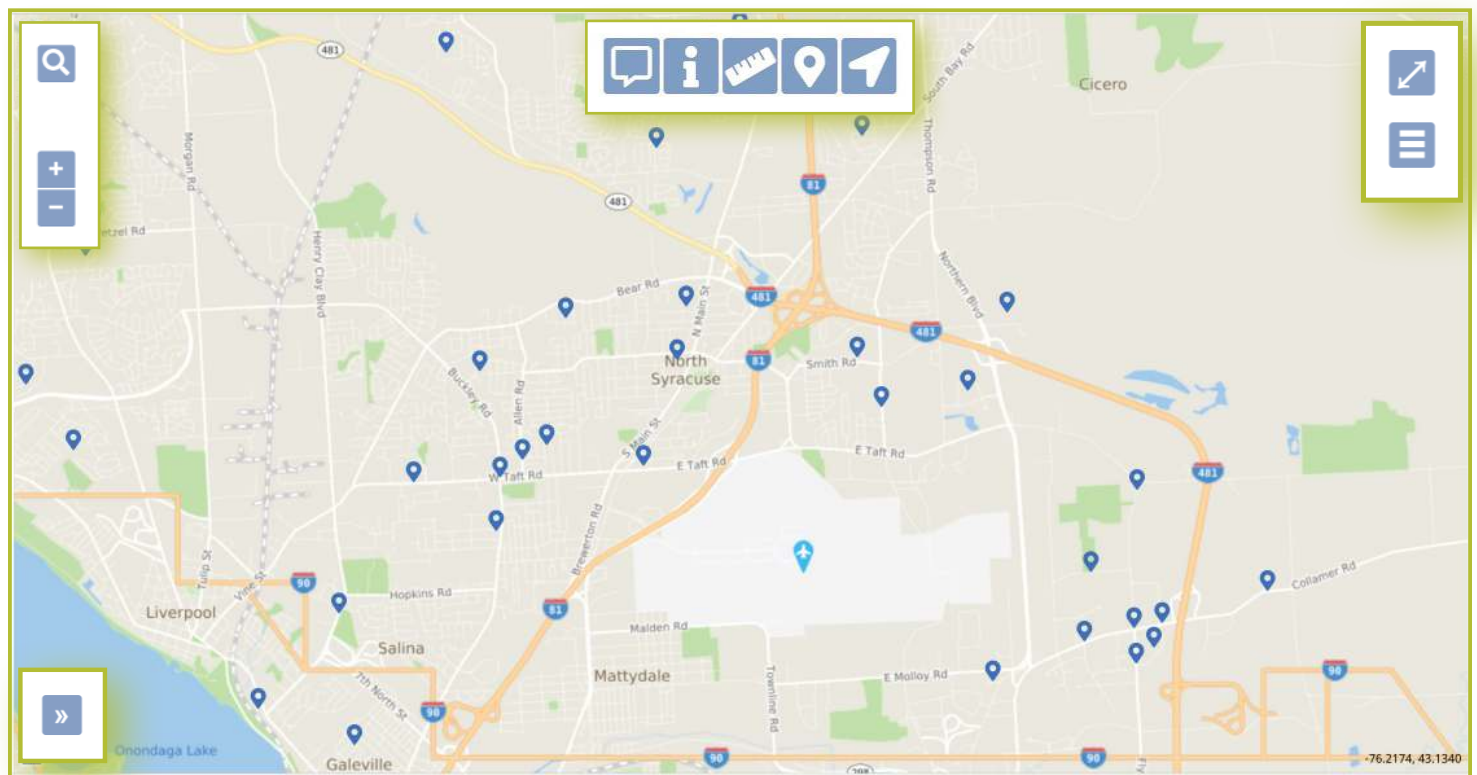 481
South Bay Rd
Cicero
Thompson Rd
Morgan Rd
+
−
81
481
etzel Rd
Henry Clay Blvd
Northern Blvd
Bear Rd
N Main St
481
481
81
Smith Rd
North
Syracuse
Buckley Rd
Allen Rd
S Main St
E Taft Rd
E Taft Rd
W Taft Rd
481
Brewerton Rd
Tulip St
Vine St
90
Hopkins Rd
81
Collamer Rd
Liverpool
Malden Rd
Salina
Mattydale
Townline Rd
E Molloy Rd
90
7th North St
90
»
Onondaga Lake
Galeville
90
90
298
Fly
-76.2174, 43.1340